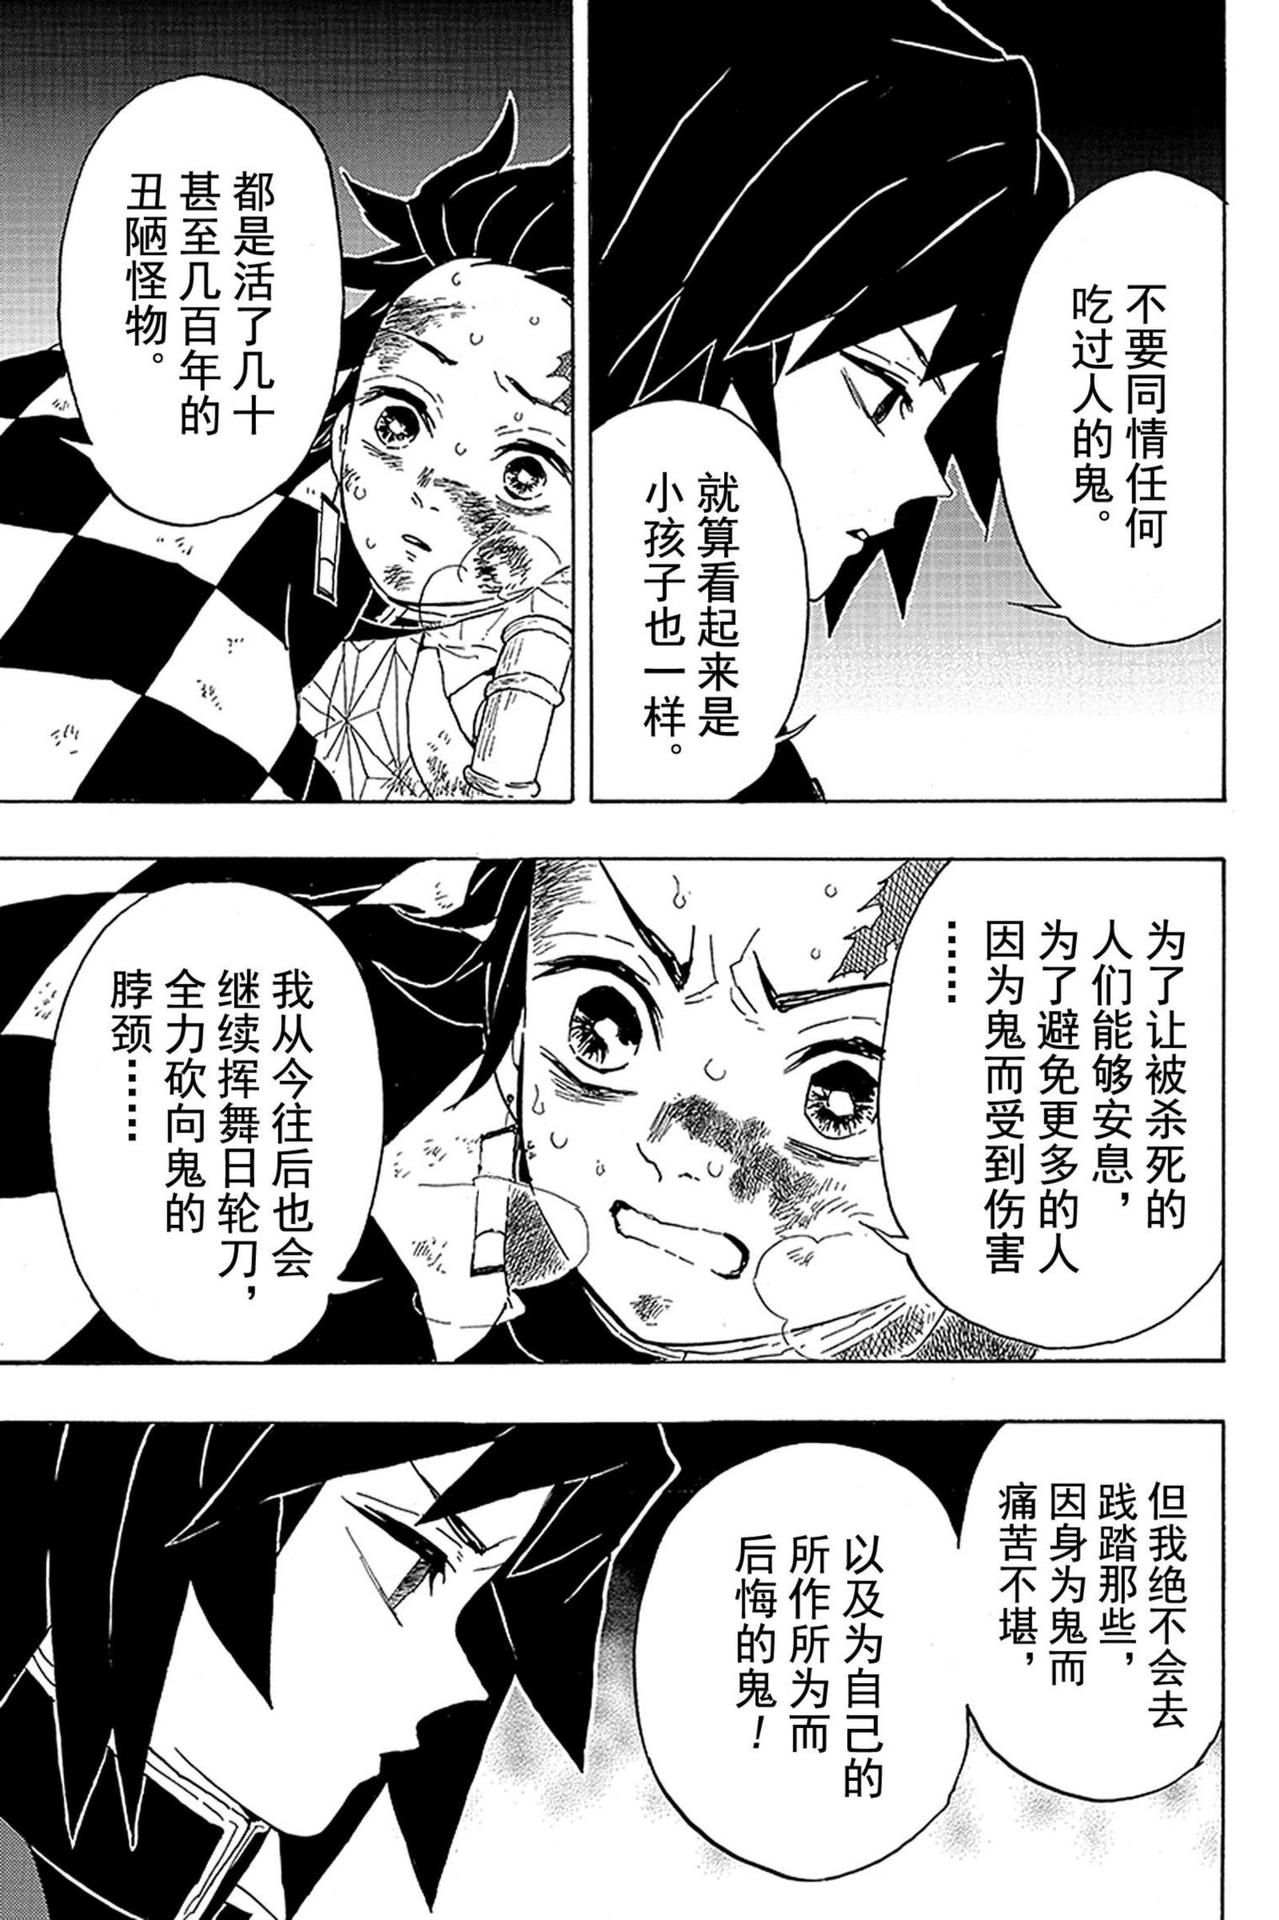 不要同情任何
吃过人的鬼。
就算看起来是
小孩子也一样。
都是活了几十
甚至几百年的
丑陋怪物。
为了让被杀死的
人们能够安息，
为了避免更多的人
因为鬼而受到伤害
……
我从今往后也会
继续挥舞日轮刀，
全力砍向鬼的
脖颈……
但我绝不会去
践踏那些，
因身为鬼而
痛苦不堪，
以及为自己的
所作所为而
后悔的鬼！